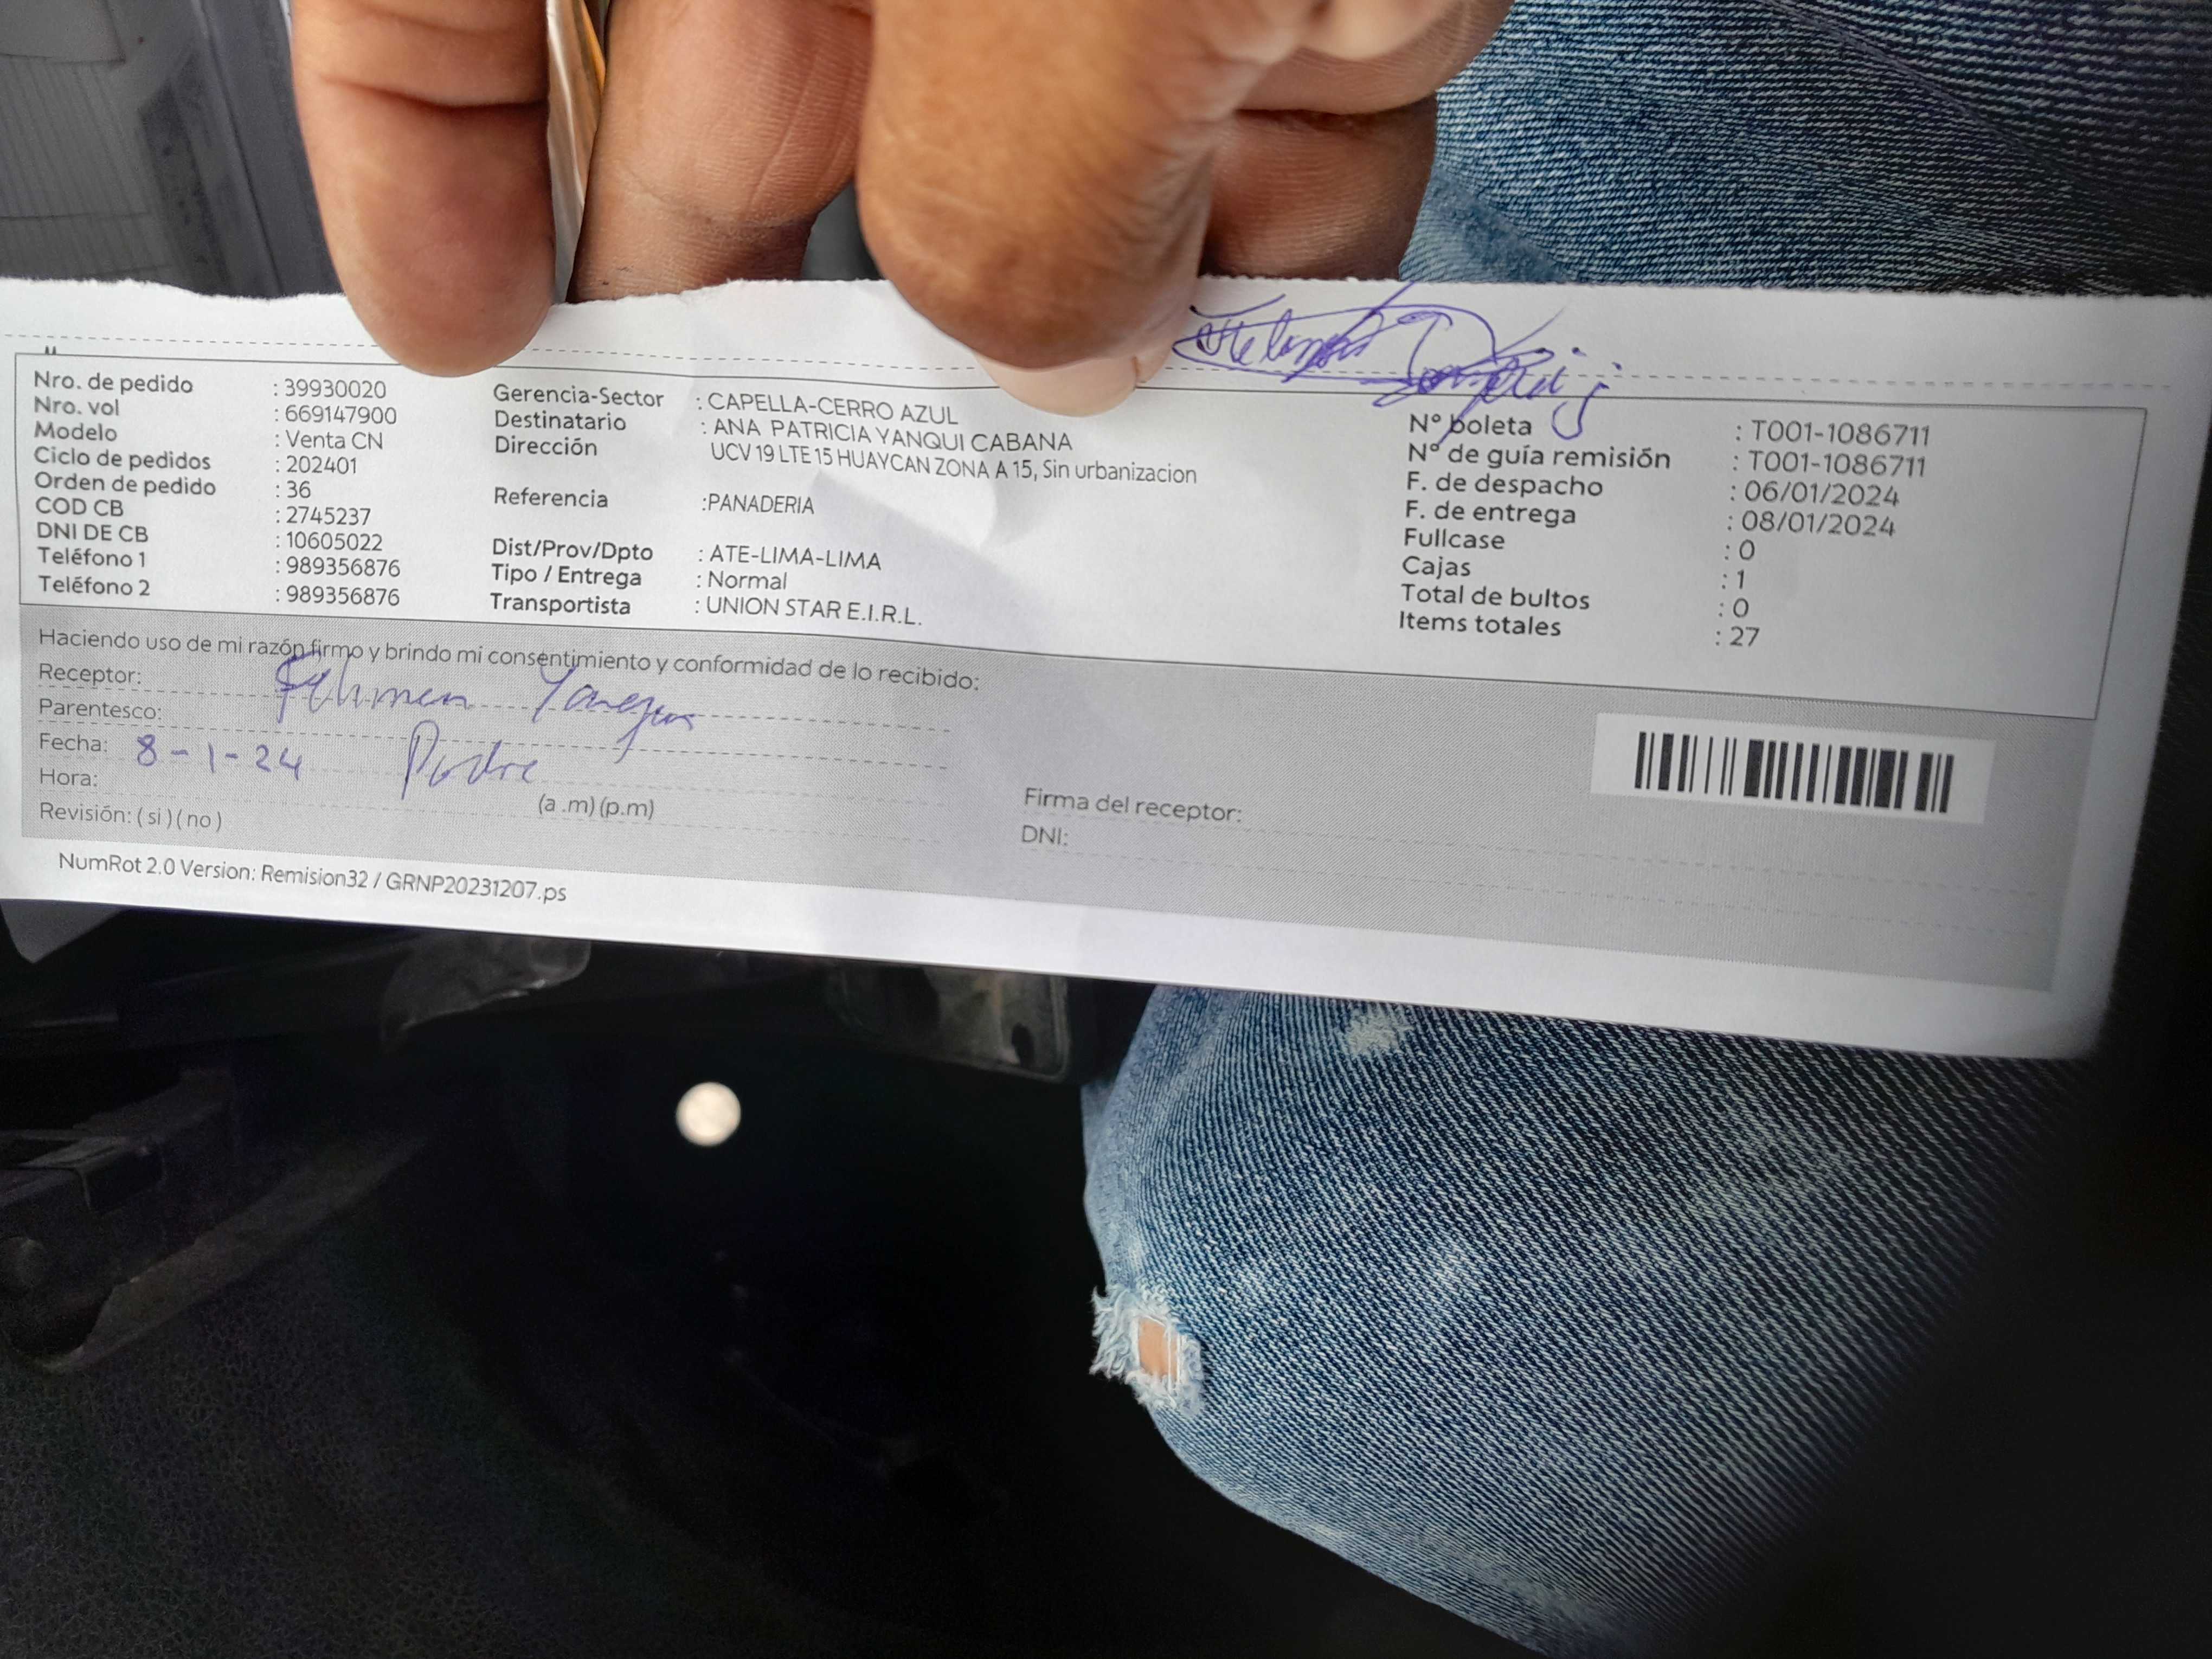 Nro. de pedido : 39930020
Nro. vol : 669147900
Modelo : Venta CN
Ciclo de pedidos : 202401
Orden de pedido : 36
COD CB : 2745237
DNI DE CB : 10605022
Teléfono 1 : 989356876
Teléfono 2 : 989356876
Gerencia-Sector : CAPELLA-CERRO AZUL
Destinatario : ANA PATRICIA YANQUI CABANA
Dirección UCV 19 LTE 15 HUAYCAN ZONA A 15, Sin urbanizacion
Referencia :PANADERIA
Dist/Prov/Dpto : ATE-LIMA-LIMA
Tipo / Entrega : Normal
Transportista : UNION STAR E.I.R.L.
N° boleta : T001-1086711
N° de guía remisión : T001-1086711
F. de despacho : 06/01/2024
F. de entrega : 08/01/2024
Fullcase : 0
Cajas : 1
Total de bultos : 0
Items totales : 27
Haciendo uso de mi razón firmo y brindo mi consentimiento y conformidad de lo recibido:
Receptor:
Parentesco: Padre
Fecha: 8-1-24
Hora: (a .m) (p.m)
Revisión: ( si ) ( no )
Firma del receptor:
DNI:
NumRot 2.0 Version: Remision32 / GRNP20231207.ps